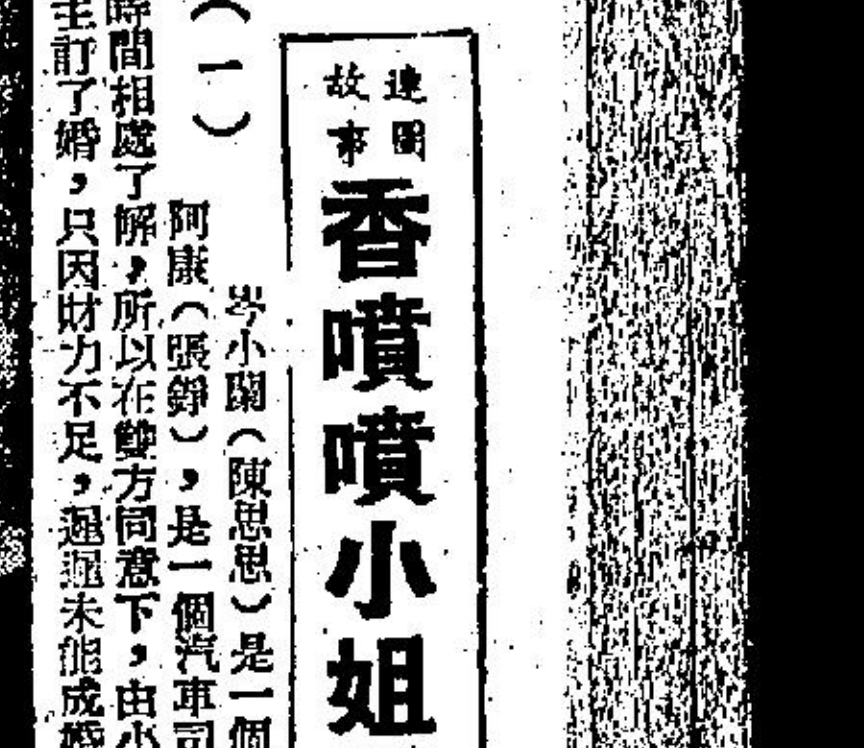 連圖
故事
香噴噴小姐
（一）
岑小蘭（陳思思）是一個
阿康（張錚），是一個汽車司
時間相處了解，所以在雙方同意下，由小
主訂了婚，只因財力不足，遲遲未能成婚